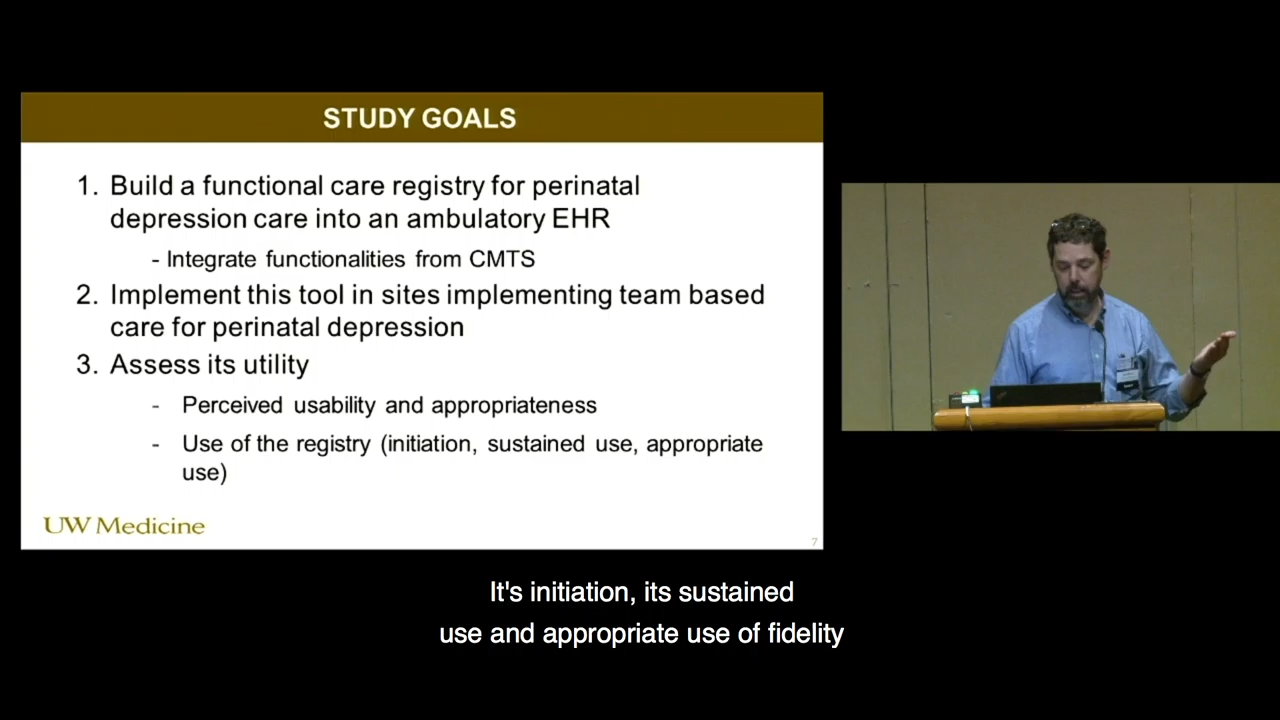 STUDY GOALS
1. Build a functional care registry for perinatal
depression care into an ambulatory EHR
- Integrate functionalities from CMTS
2. Implement this tool in sites implementing team based
care for perinatal depression
3. Assess its utility
- Perceived usability and appropriateness
- Use of the registry (initiation, sustained use, appropriate
use)
UW Medicine
7
It's initiation, its sustained
use and appropriate use of fidelity